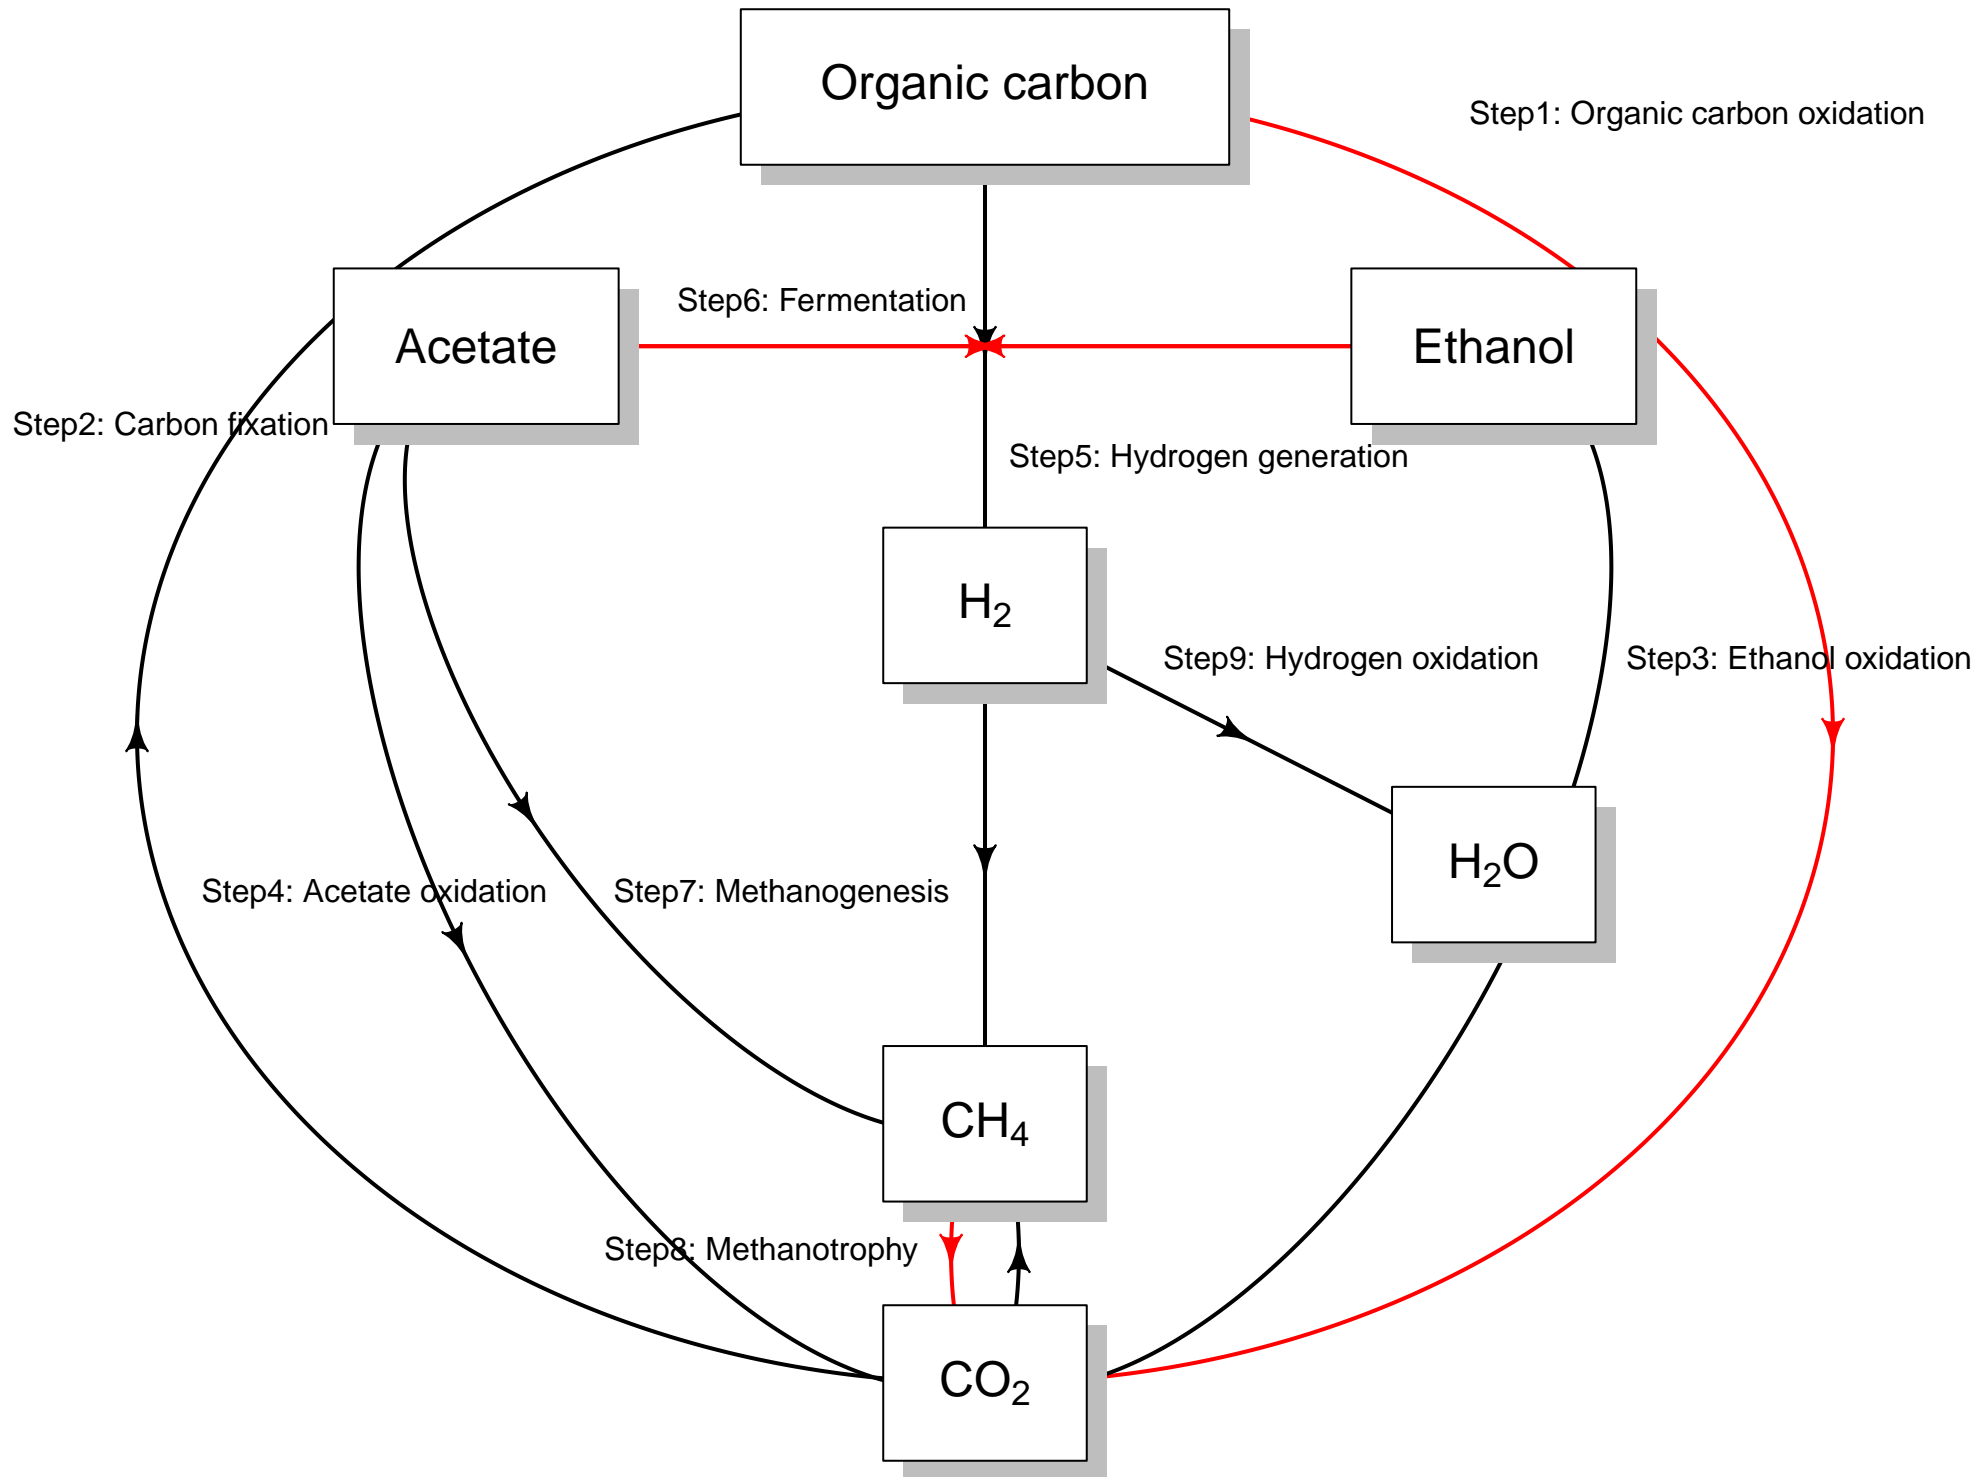 Organic carbon
Step1: Organic carbon oxidation
Step6: Fermentation
Acetate
Ethanol
Step2: Carbon fixation
Step5: Hydrogen generation
H₂
Step9: Hydrogen oxidation
Step3: Ethanol oxidation
H₂O
Step4: Acetate oxidation
Step7: Methanogenesis
CH₄
Step8: Methanotrophy
CO₂